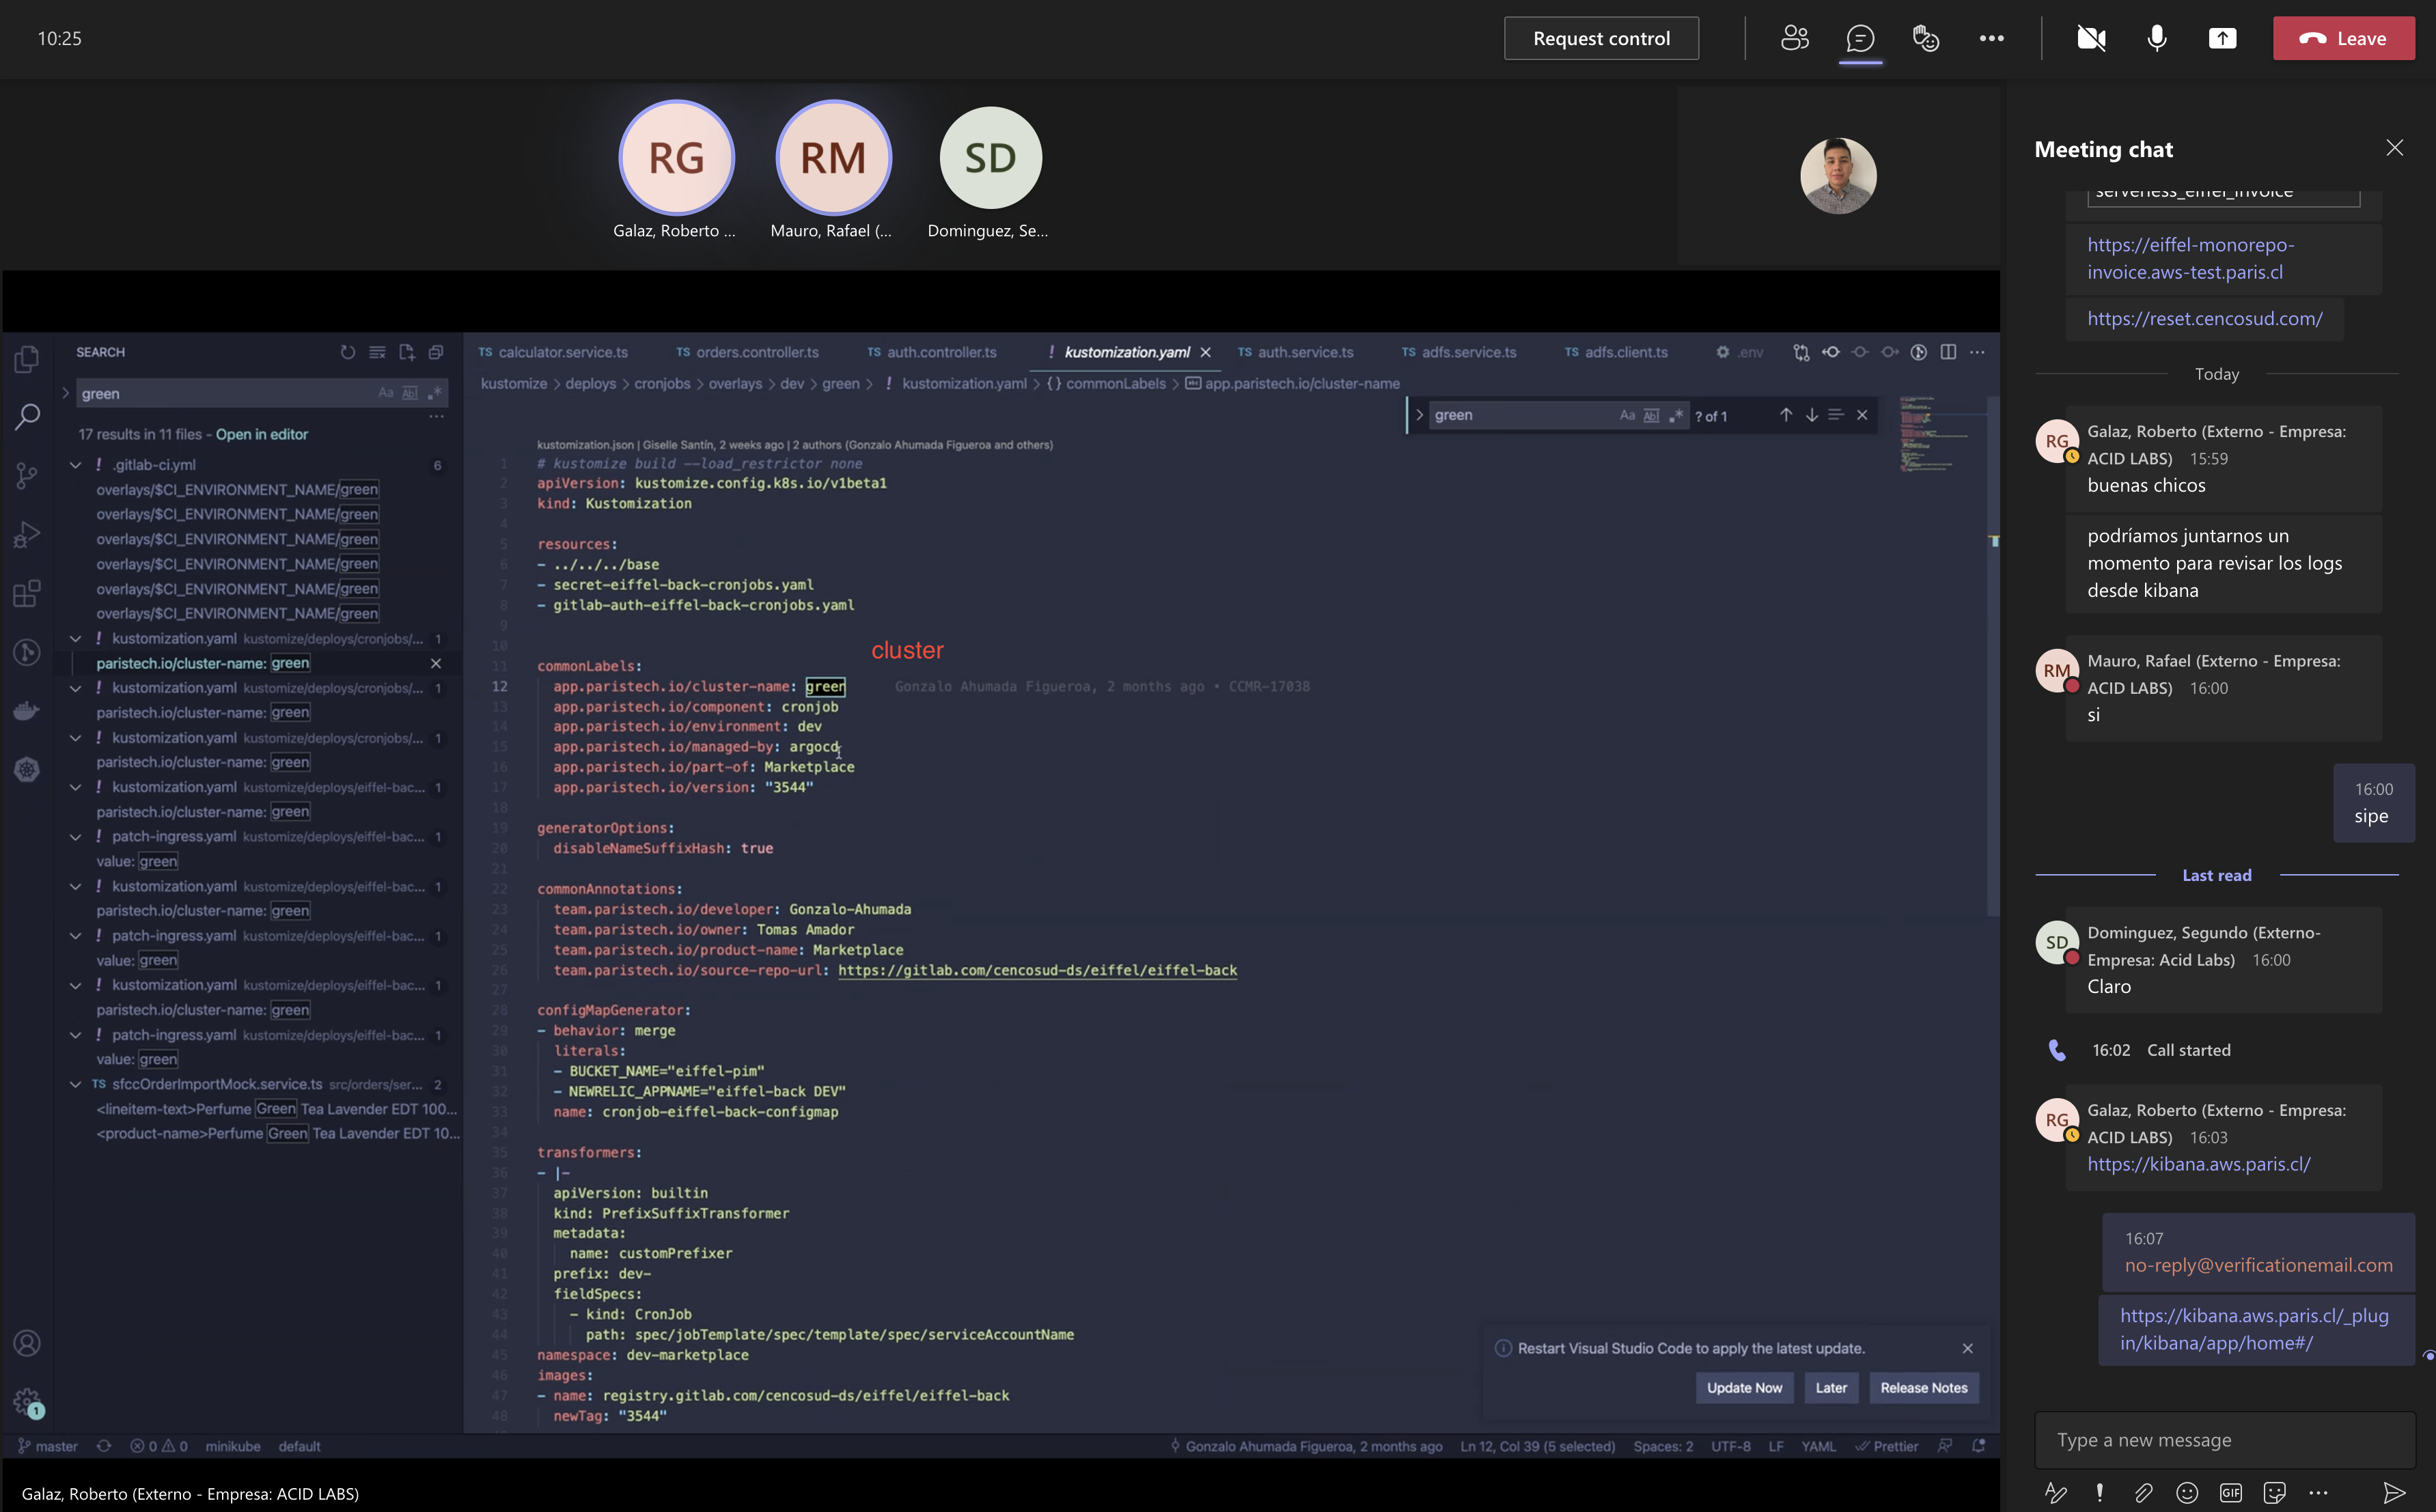 10:25
Request control
Leave
RG
RM
SD
Galaz, Roberto ...
Mauro, Rafael (...
Dominguez, Se...
SEARCH
green
Aa
17 results in 11 files - Open in editor
.gitlab-ci.yml 6
overlays/$CI_ENVIRONMENT_NAME/green
overlays/$CI_ENVIRONMENT_NAME/green
overlays/$CI_ENVIRONMENT_NAME/green
overlays/$CI_ENVIRONMENT_NAME/green
overlays/$CI_ENVIRONMENT_NAME/green
overlays/$CI_ENVIRONMENT_NAME/green
kustomization.yaml kustomize/deploys/cronjobs/... 1
paristech.io/cluster-name: green
kustomization.yaml kustomize/deploys/cronjobs/... 1
paristech.io/cluster-name: green
kustomization.yaml kustomize/deploys/cronjobs/... 1
paristech.io/cluster-name: green
kustomization.yaml kustomize/deploys/eiffel-bac... 1
paristech.io/cluster-name: green
patch-ingress.yaml kustomize/deploys/eiffel-bac... 1
value: green
kustomization.yaml kustomize/deploys/eiffel-bac... 1
paristech.io/cluster-name: green
patch-ingress.yaml kustomize/deploys/eiffel-bac... 1
value: green
kustomization.yaml kustomize/deploys/eiffel-bac... 1
paristech.io/cluster-name: green
patch-ingress.yaml kustomize/deploys/eiffel-bac... 1
value: green
TS sfccOrderImportMock.service.ts src/orders/ser... 2
<lineitem-text>Perfume Green Tea Lavender EDT 100...
<product-name>Perfume Green Tea Lavender EDT 10...
1
TS calculator.service.ts
TS orders.controller.ts
TS auth.controller.ts
! kustomization.yaml
TS auth.service.ts
TS adfs.service.ts
TS adfs.client.ts
.env
kustomize > deploys > cronjobs > overlays > dev > green > ! kustomization.yaml > {} commonLabels > app.paristech.io/cluster-name
green Aa ? of 1
kustomization.json | Giselle Santín, 2 weeks ago | 2 authors (Gonzalo Ahumada Figueroa and others)
1 # kustomize build --load_restrictor none
2 apiVersion: kustomize.config.k8s.io/v1beta1
3 kind: Kustomization
4
5 resources:
6 - ../../../base
7 - secret-eiffel-back-cronjobs.yaml
8 - gitlab-auth-eiffel-back-cronjobs.yaml
9
10
cluster
11 commonLabels:
12 app.paristech.io/cluster-name: green Gonzalo Ahumada Figueroa, 2 months ago • CCMR-17038
13 app.paristech.io/component: cronjob
14 app.paristech.io/environment: dev
15 app.paristech.io/managed-by: argocd
16 app.paristech.io/part-of: Marketplace
17 app.paristech.io/version: "3544"
18
19 generatorOptions:
20 disableNameSuffixHash: true
21
22 commonAnnotations:
23 team.paristech.io/developer: Gonzalo-Ahumada
24 team.paristech.io/owner: Tomas Amador
25 team.paristech.io/product-name: Marketplace
26 team.paristech.io/source-repo-url: https://gitlab.com/cencosud-ds/eiffel/eiffel-back
27
28 configMapGenerator:
29 - behavior: merge
30 literals:
31 - BUCKET_NAME="eiffel-pim"
32 - NEWRELIC_APPNAME="eiffel-back DEV"
33 name: cronjob-eiffel-back-configmap
34
35 transformers:
36 - |-
37 apiVersion: builtin
38 kind: PrefixSuffixTransformer
39 metadata:
40 name: customPrefixer
41 prefix: dev-
42 fieldSpecs:
43 - kind: CronJob
44 path: spec/jobTemplate/spec/template/spec/serviceAccountName
45 namespace: dev-marketplace
46 images:
47 - name: registry.gitlab.com/cencosud-ds/eiffel/eiffel-back
48 newTag: "3544"
Restart Visual Studio Code to apply the latest update.
Update Now
Later
Release Notes
master 0 0 minikube default
Gonzalo Ahumada Figueroa, 2 months ago Ln 12, Col 39 (5 selected) Spaces: 2 UTF-8 LF YAML Prettier
Galaz, Roberto (Externo - Empresa: ACID LABS)
Meeting chat
serverless_eiffel_invoice
https://eiffel-monorepo-
invoice.aws-test.paris.cl
https://reset.cencosud.com/
Today
RG
Galaz, Roberto (Externo - Empresa:
ACID LABS) 15:59
buenas chicos
podríamos juntarnos un
momento para revisar los logs
desde kibana
RM
Mauro, Rafael (Externo - Empresa:
ACID LABS) 16:00
si
16:00
sipe
Last read
SD
Dominguez, Segundo (Externo-
Empresa: Acid Labs) 16:00
Claro
16:02 Call started
RG
Galaz, Roberto (Externo - Empresa:
ACID LABS) 16:03
https://kibana.aws.paris.cl/
16:07
no-reply@verificationemail.com
https://kibana.aws.paris.cl/_plug
in/kibana/app/home#/
Type a new message
GIF